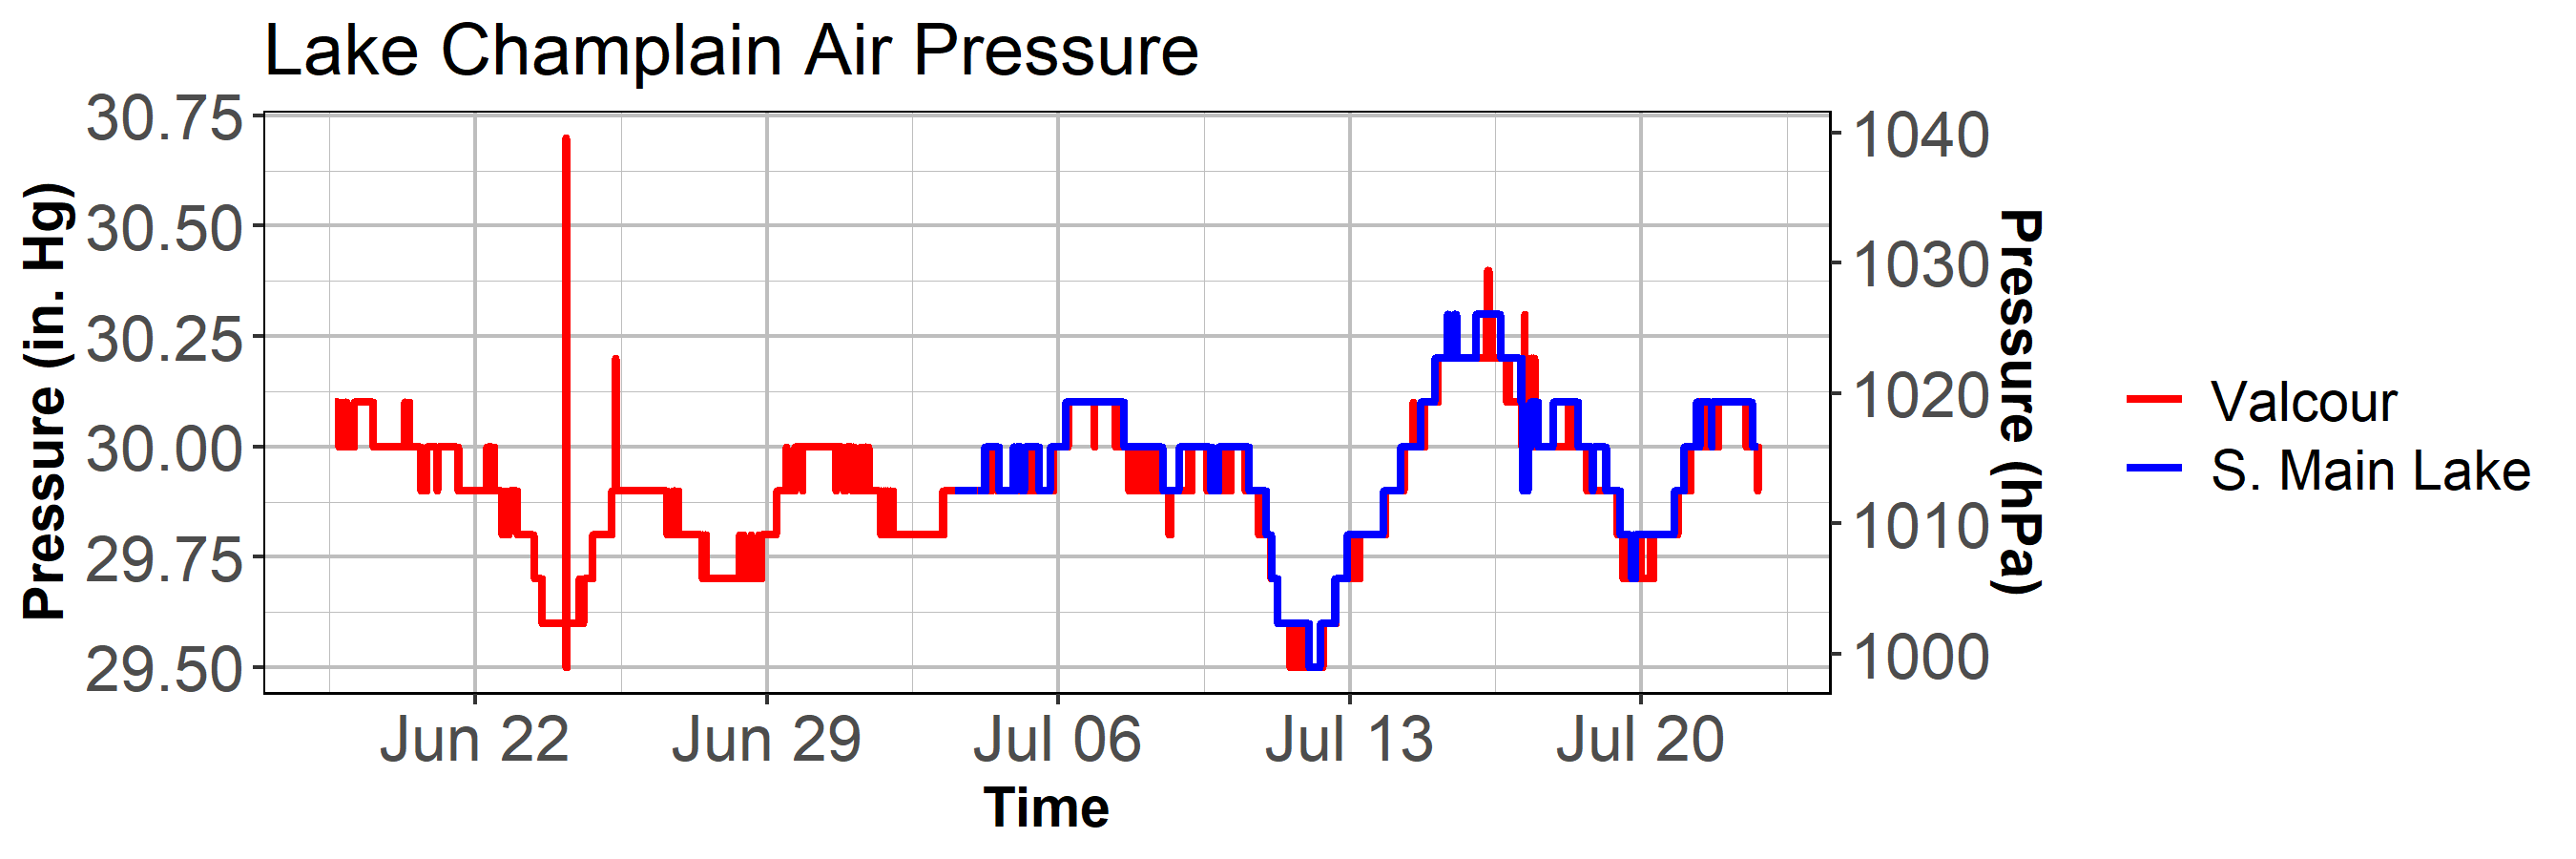 Lake Champlain Air Pressure
Pressure (in. Hg)
30.75
30.50
30.25
30.00
29.75
29.50
1040
1030
1020
1010
1000
Pressure (hPa)
Jun 22
Jun 29
Jul 06
Jul 13
Jul 20
Time
Valcour
S. Main Lake